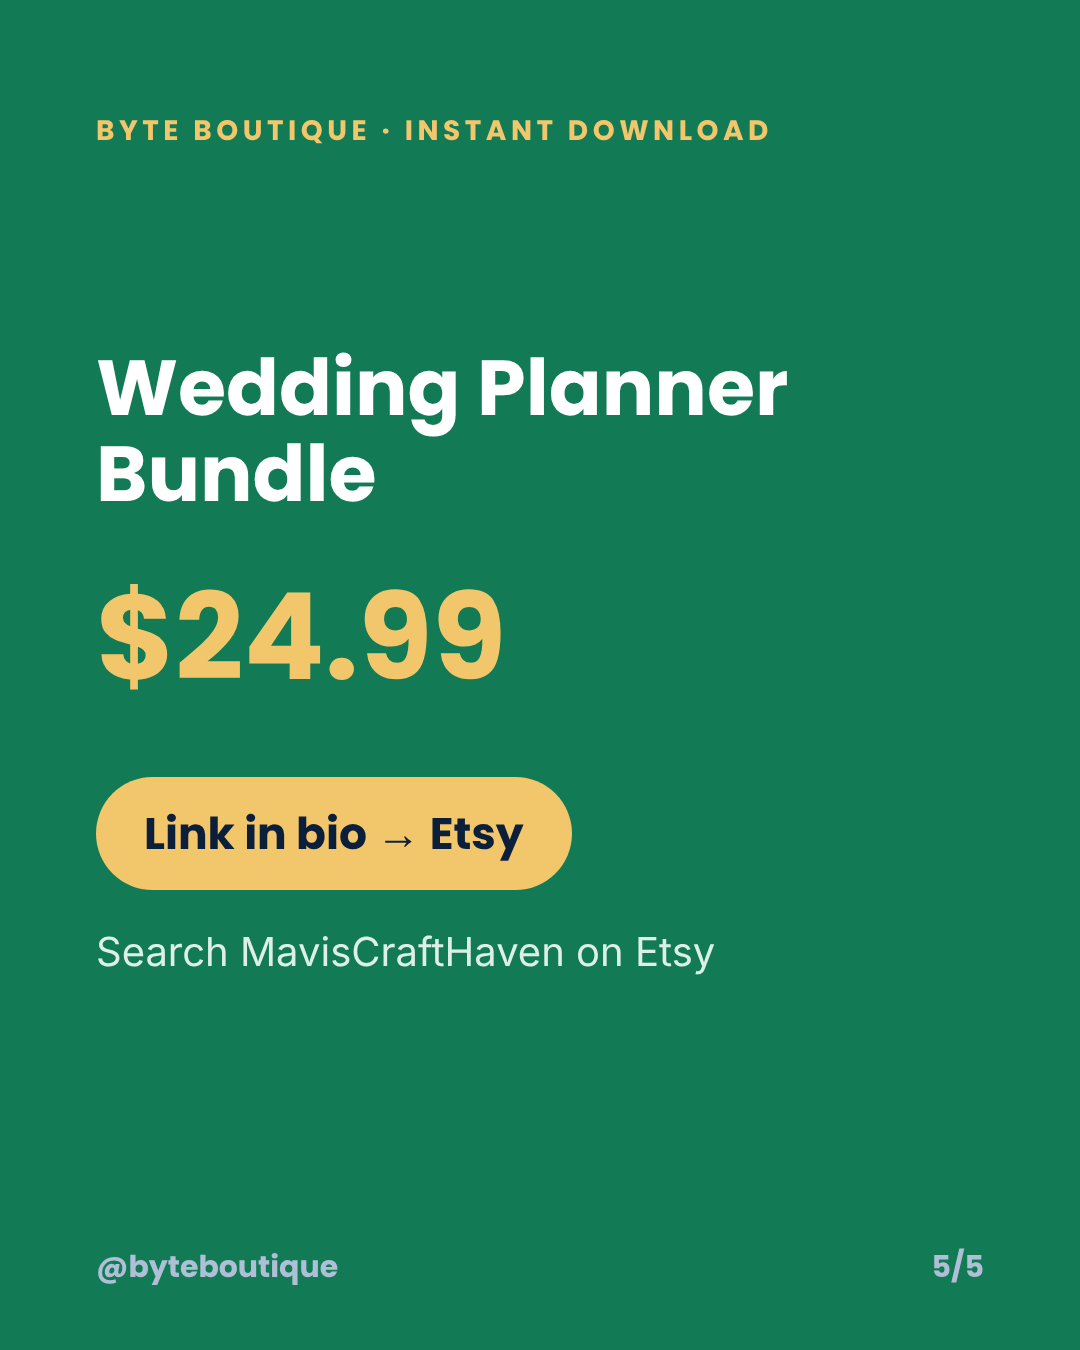 BYTE BOUTIQUE · INSTANT DOWNLOAD
Wedding Planner
Bundle
$24.99
Link in bio → Etsy
Search MavisCraftHaven on Etsy
@byteboutique
5/5